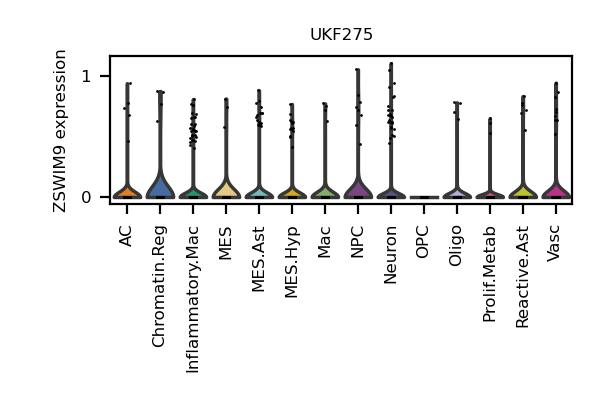 UKF275
ZSWIM9 expression
1
0
AC
Chromatin.Reg
Inflammatory.Mac
MES
MES.Ast
MES.Hyp
Mac
NPC
Neuron
OPC
Oligo
Prolif.Metab
Reactive.Ast
Vasc